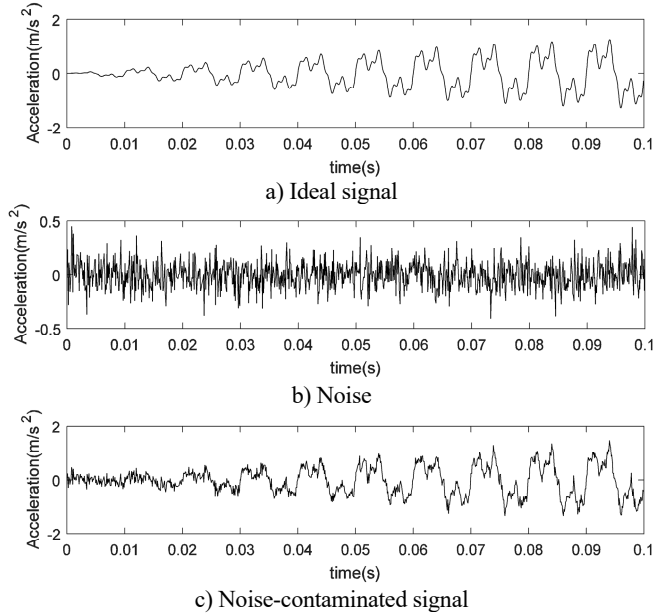 2
0
-2
Acceleration(m/s²)
0 0.01 0.02 0.03 0.04 0.05 0.06 0.07 0.08 0.09 0.1
time(s)
a) Ideal signal
0.5
0
-0.5
Acceleration(m/s²)
0 0.01 0.02 0.03 0.04 0.05 0.06 0.07 0.08 0.09 0.1
time(s)
b) Noise
2
0
-2
Acceleration(m/s²)
0 0.01 0.02 0.03 0.04 0.05 0.06 0.07 0.08 0.09 0.1
time(s)
c) Noise-contaminated signal